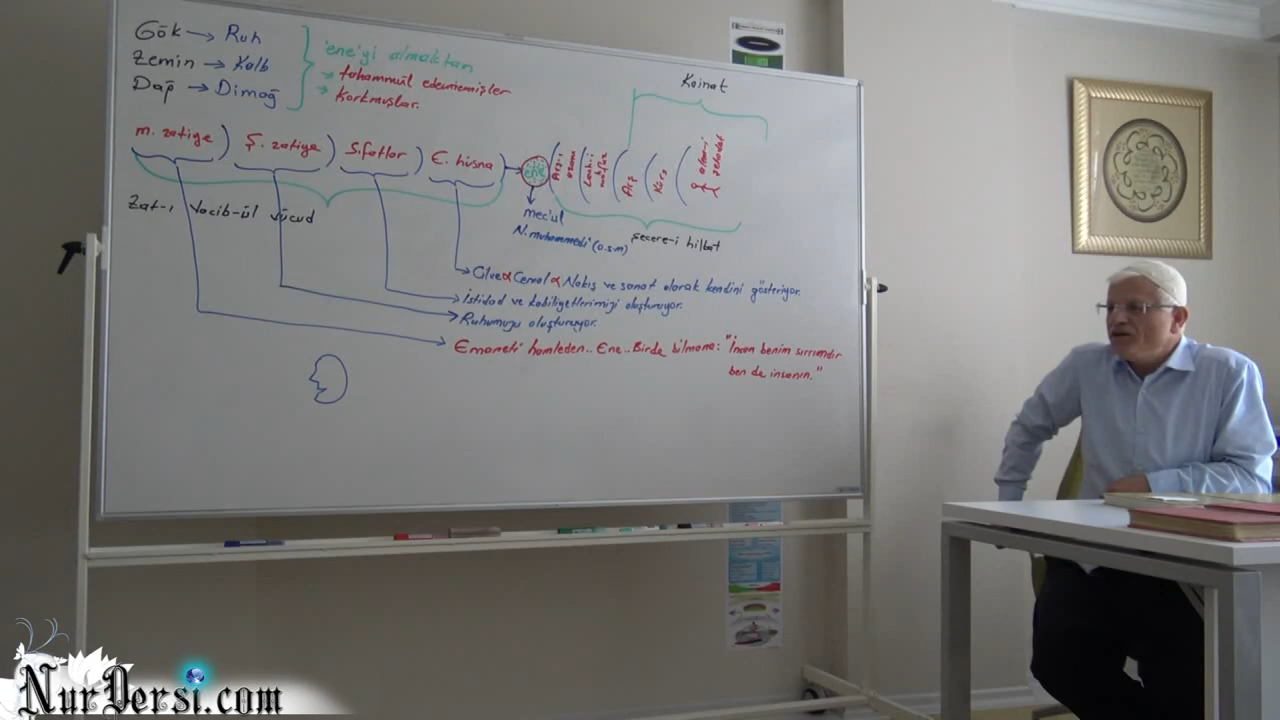 Gök → Ruh
Zemin → Kalb
Dağ → Dimağ
'ene'yi almaktan
→ tahammül edememişler
→ Korkmuşlar.
Kainat
m. zatiye ) Ş. zatiye ) Sıfatlar ) E. hüsna → ene
Arş-ı azam
Levh-i mahfuz
Arş
Kürs
alem-i şehadet
Zat-ı Vacib-ül vücud
mec'ul
N. muhammedi (a.s.m)
şecere-i hilkat
Cilve α Cemal α Nakış ve sanat olarak kendini gösteriyor.
İstidad ve kabiliyetlerimizi oluşturuyor.
Ruhumuzu oluşturuyor.
Emaneti hamleden.. Ene.. Birde bilmana: "İnsan benim sırrımdır
ben de insanın."
NurDersi.com